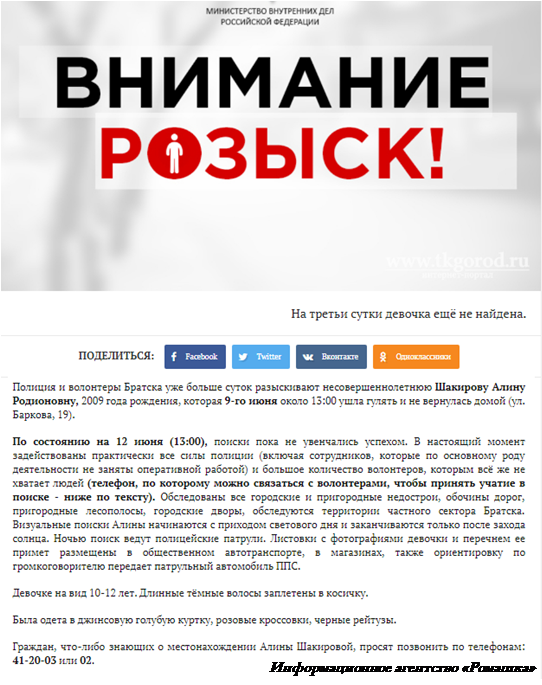 МИНИСТЕРСТВО ВНУТРЕННИХ ДЕЛ
РОССИЙСКОЙ ФЕДЕРАЦИИ
ВНИМАНИЕ
РОЗЫСК!
www.tkgorod.ru
На третьи сутки девочка ещё не найдена.
ПОДЕЛИТЬСЯ: Facebook Twitter Вконтакте Одноклассники
Полиция и волонтеры Братска уже больше суток разыскивают несовершеннолетнюю Шакирову Алину
Родионовну, 2009 года рождения, которая 9-го июня около 13:00 ушла гулять и не вернулась домой (ул.
Баркова, 19).
По состоянию на 12 июня (13:00), поиски пока не увенчались успехом. В настоящий момент
задействованы практически все силы полиции (включая сотрудников, которые по основному роду
деятельности не заняты оперативной работой) и большое количество волонтеров, которым всё же не
хватает людей (телефон, по которому можно связаться с волонтерами, чтобы принять учатие в
поиске - ниже по тексту). Обследованы все городские и пригородные недострои, обочины дорог,
пригородные лесополосы, городские дворы, обследуются территории частного сектора Братска.
Визуальные поиски Алины начинаются с приходом светового дня и заканчиваются только после захода
солнца. Ночью поиск ведут полицейские патрули. Листовки с фотографиями девочки и перечнем ее
примет размещены в общественном автотранспорте, в магазинах, также ориентировку по
громкоговорителю передает патрульный автомобиль ППС.
Девочке на вид 10-12 лет. Длинные тёмные волосы заплетены в косичку.
Была одета в джинсовую голубую куртку, розовые кроссовки, черные рейтузы.
Граждан, что-либо знающих о местонахождении Алины Шакировой, просят позвонить по телефонам:
41-20-03 или 02.
Информационное агентство «Ромашка»